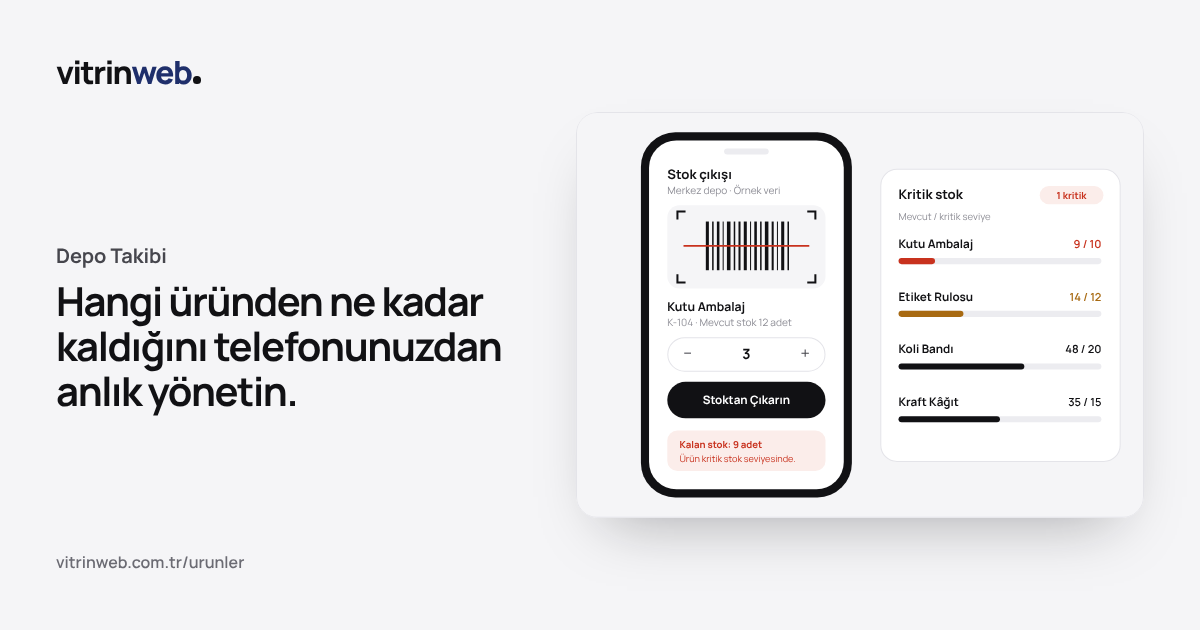 vitrinweb.
Depo Takibi
Hangi üründen ne kadar
kaldığını telefonunuzdan
anlık yönetin.
vitrinweb.com.tr/urunler
Stok çıkışı
Merkez depo · Örnek veri
Kutu Ambalaj
K-104 · Mevcut stok 12 adet
− 3 +
Stoktan Çıkarın
Kalan stok: 9 adet
Ürün kritik stok seviyesinde.
Kritik stok 1 kritik
Mevcut / kritik seviye
Kutu Ambalaj 9 / 10
Etiket Rulosu 14 / 12
Koli Bandı 48 / 20
Kraft Kâğıt 35 / 15